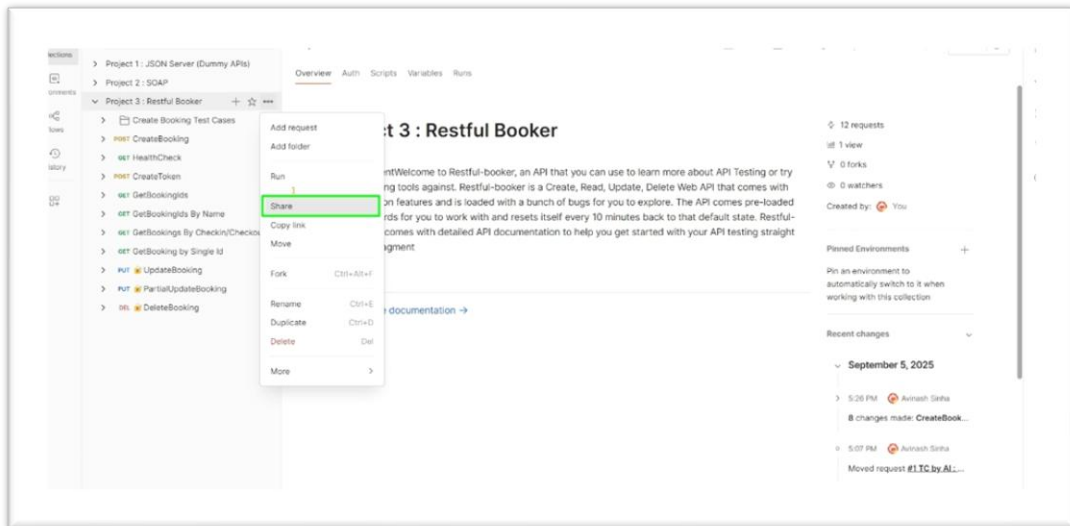 ections
Project 1 : JSON Server (Dummy APIs)
Overview Auth Scripts Variables Runs
Project 2 : SOAP
onments
Project 3 : Restful Booker
Create Booking Test Cases
POST CreateBooking
GET HealthCheck
POST CreateToken
GET GetBookingIds
GET GetBookingIds By Name
GET GetBookings By Checkin/Checkou
GET GetBooking by Single Id
PUT UpdateBooking
PUT PartialUpdateBooking
DEL DeleteBooking
lows
istory
Add request
Add folder
Run
Share
Copy link
Move
Fork Ctrl+Alt+F
Rename Ctrl+E
Duplicate Ctrl+D
Delete Del
More
ct 3 : Restful Booker
entWelcome to Restful-booker, an API that you can use to learn more about API Testing or try
ng tools against. Restful-booker is a Create, Read, Update, Delete Web API that comes with
on features and is loaded with a bunch of bugs for you to explore. The API comes pre-loaded
rds for you to work with and resets itself every 10 minutes back to that default state. Restful-
comes with detailed API documentation to help you get started with your API testing straight
agment
documentation →
12 requests
1 view
0 forks
0 watchers
Created by: You
Pinned Environments
Pin an environment to
automatically switch to it when
working with this collection
Recent changes
September 5, 2025
5:26 PM Avinash Sinha
8 changes made: CreateBook...
5:07 PM Avinash Sinha
Moved request #1 TC by AI : ...